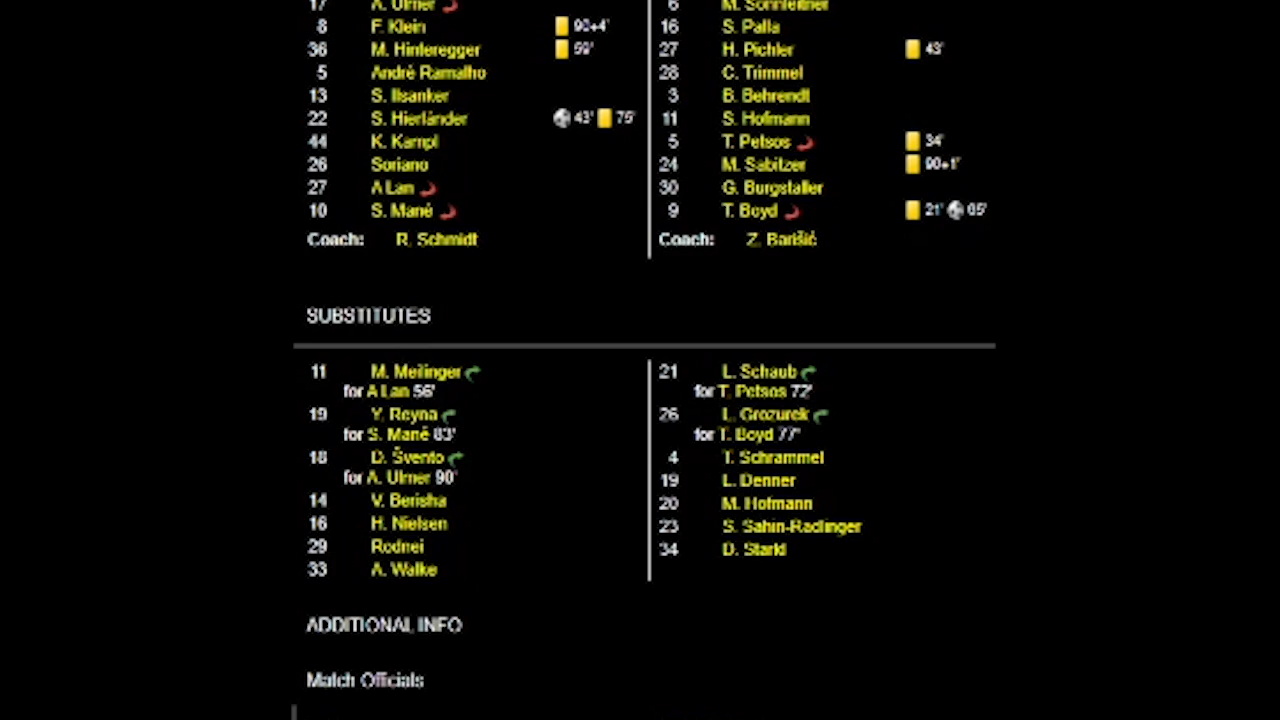 17 A. Ulmer
8 F. Klein 90+4'
36 M. Hinteregger 59'
5 André Ramalho
13 S. Ilsanker
22 S. Hierländer 43' 75'
44 K. Kampl
26 Soriano
27 A Lan
10 S. Mané
Coach: R. Schmidt
6 M. Sonnleitner
16 S. Palla
27 H. Pichler 43'
28 C. Trimmel
3 B. Behrendt
11 S. Hofmann
5 T. Petsos 34'
24 M. Sabitzer 90+1'
30 G. Burgstaller
9 T. Boyd 21' 65'
Coach: Z. Barišić
SUBSTITUTES
11 M. Meilinger
for A Lan 56'
19 Y. Reyna
for S. Mané 83'
18 D. Švento
for A. Ulmer 90'
14 V. Berisha
16 H. Nielsen
29 Rodnei
33 A. Walke
21 L. Schaub
for T. Petsos 72'
26 L. Grozurek
for T. Boyd 77'
4 T. Schrammel
19 L. Denner
20 M. Hofmann
23 S. Sahin-Radlinger
34 D. Starkl
ADDITIONAL INFO
Match Officials